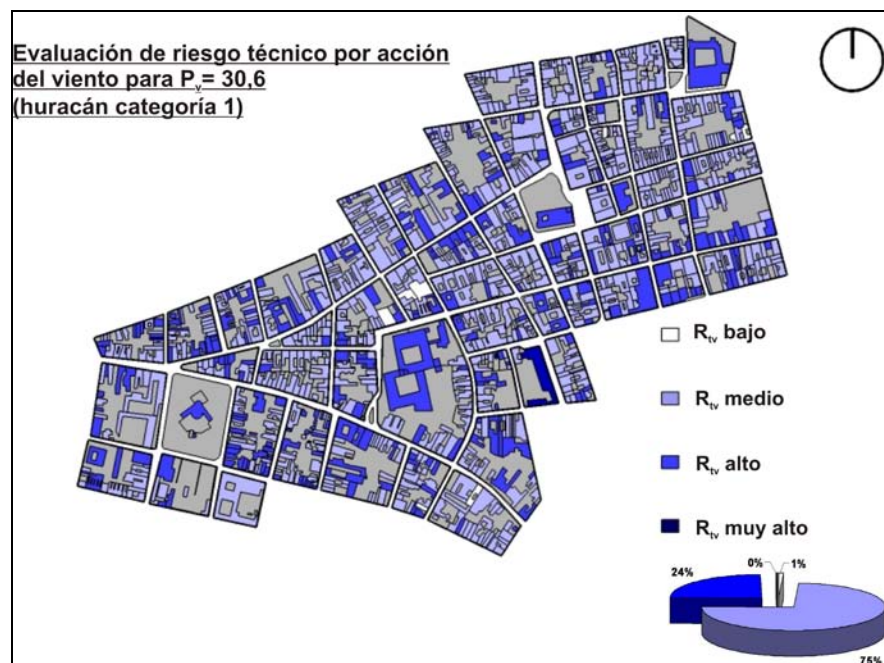 Evaluación de riesgo técnico por acción
del viento para Pv= 30,6
(huracán categoría 1)
Rtv bajo
Rtv medio
Rtv alto
Rtv muy alto
0% 1%
24%
75%